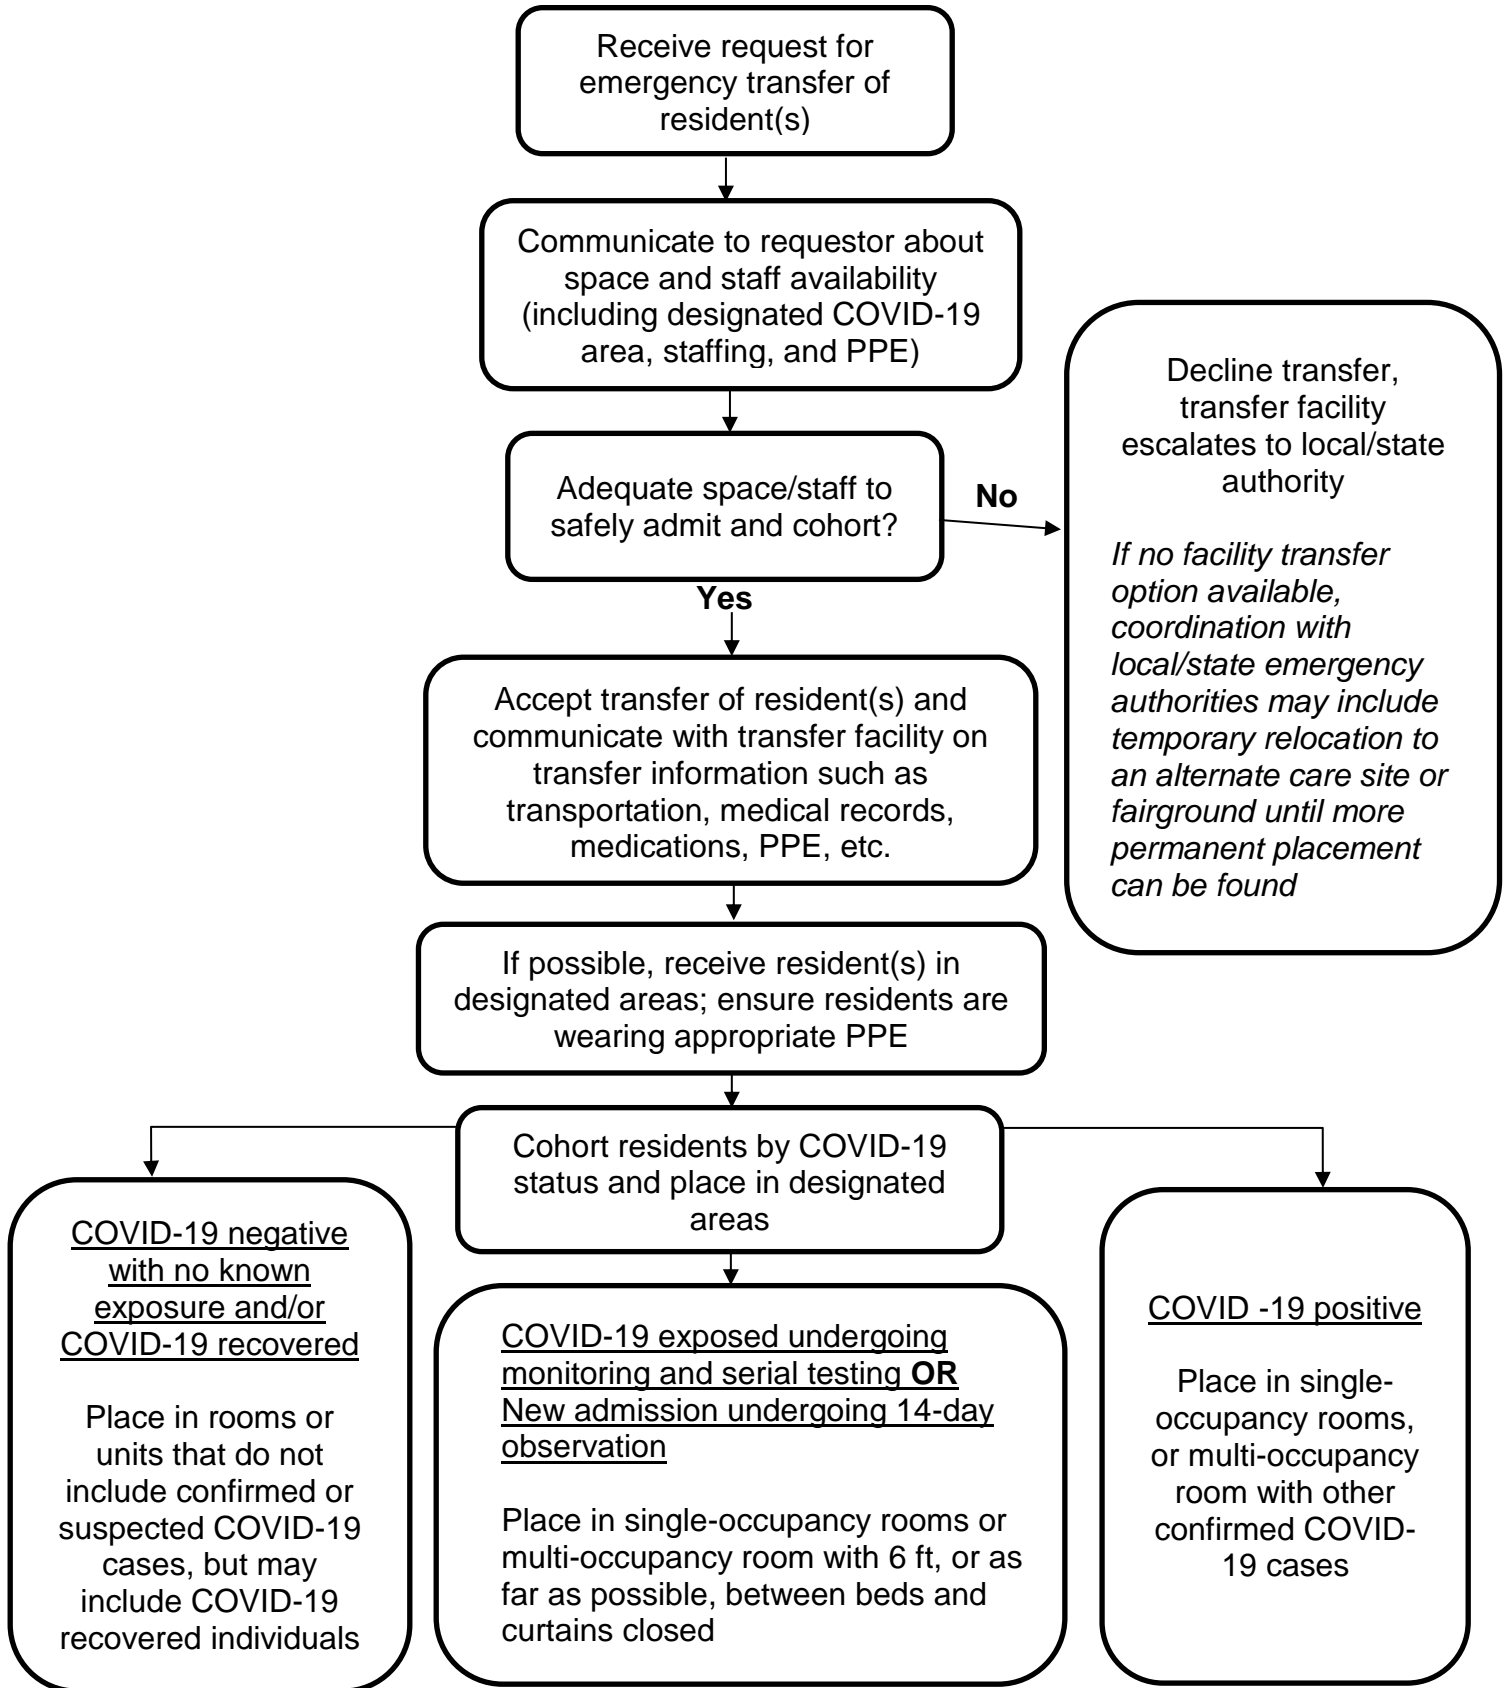 Receive request for
emergency transfer of
resident(s)
Communicate to requestor about
space and staff availability
(including designated COVID-19
area, staffing, and PPE)
Adequate space/staff to
safely admit and cohort?
No
Decline transfer,
transfer facility
escalates to local/state
authority
If no facility transfer
option available,
coordination with
local/state emergency
authorities may include
temporary relocation to
an alternate care site or
fairground until more
permanent placement
can be found
Yes
Accept transfer of resident(s) and
communicate with transfer facility on
transfer information such as
transportation, medical records,
medications, PPE, etc.
If possible, receive resident(s) in
designated areas; ensure residents are
wearing appropriate PPE
Cohort residents by COVID-19
status and place in designated
areas
COVID-19 negative
with no known
exposure and/or
COVID-19 recovered
Place in rooms or
units that do not
include confirmed or
suspected COVID-19
cases, but may
include COVID-19
recovered individuals
COVID-19 exposed undergoing
monitoring and serial testing OR
New admission undergoing 14-day
observation
Place in single-occupancy rooms or
multi-occupancy room with 6 ft, or as
far as possible, between beds and
curtains closed
COVID -19 positive
Place in single-
occupancy rooms,
or multi-occupancy
room with other
confirmed COVID-
19 cases